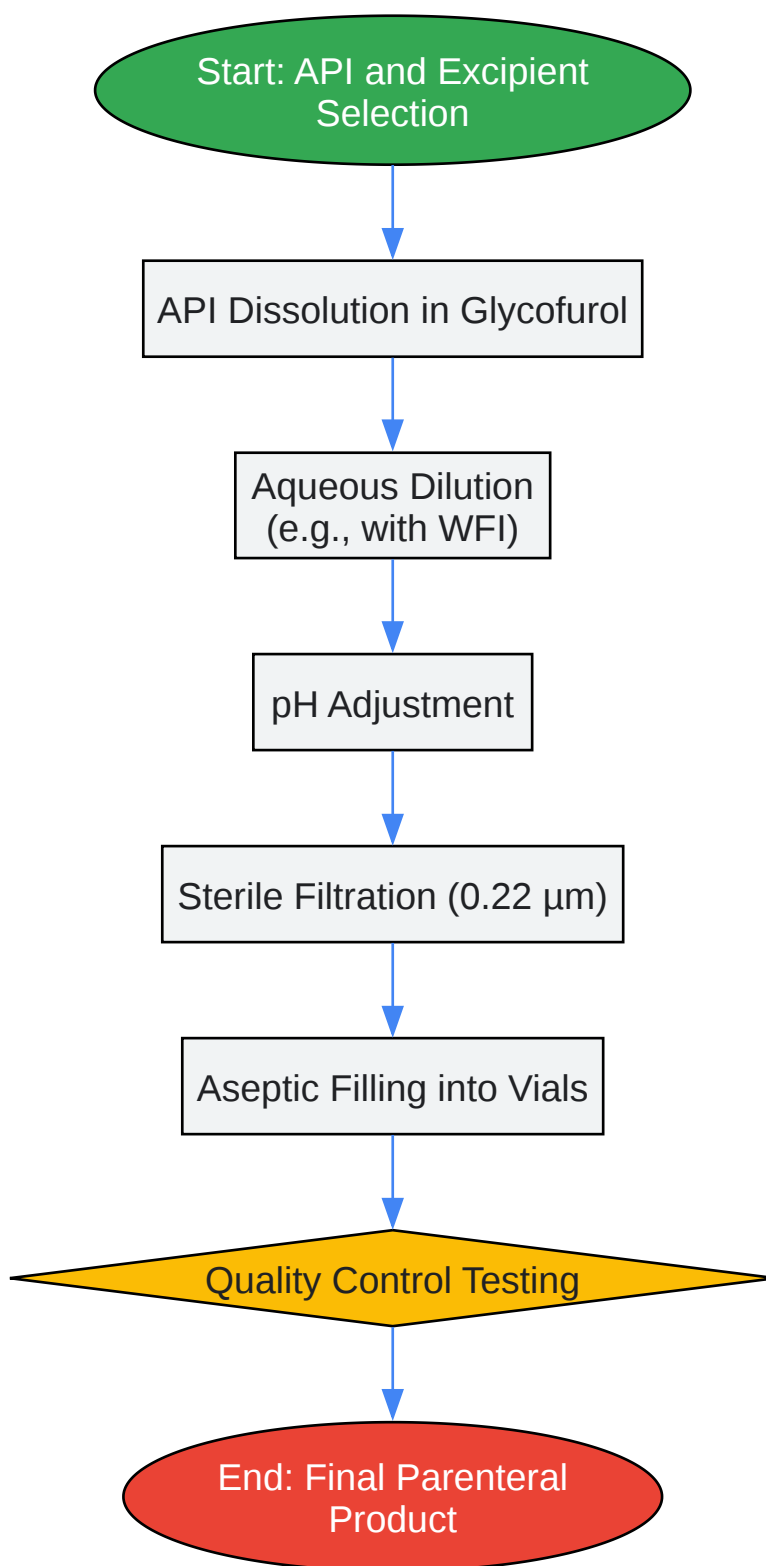 Start: API and Excipient
Selection
API Dissolution in Glycofurol
Aqueous Dilution
(e.g., with WFI)
pH Adjustment
Sterile Filtration (0.22 µm)
Aseptic Filling into Vials
Quality Control Testing
End: Final Parenteral
Product